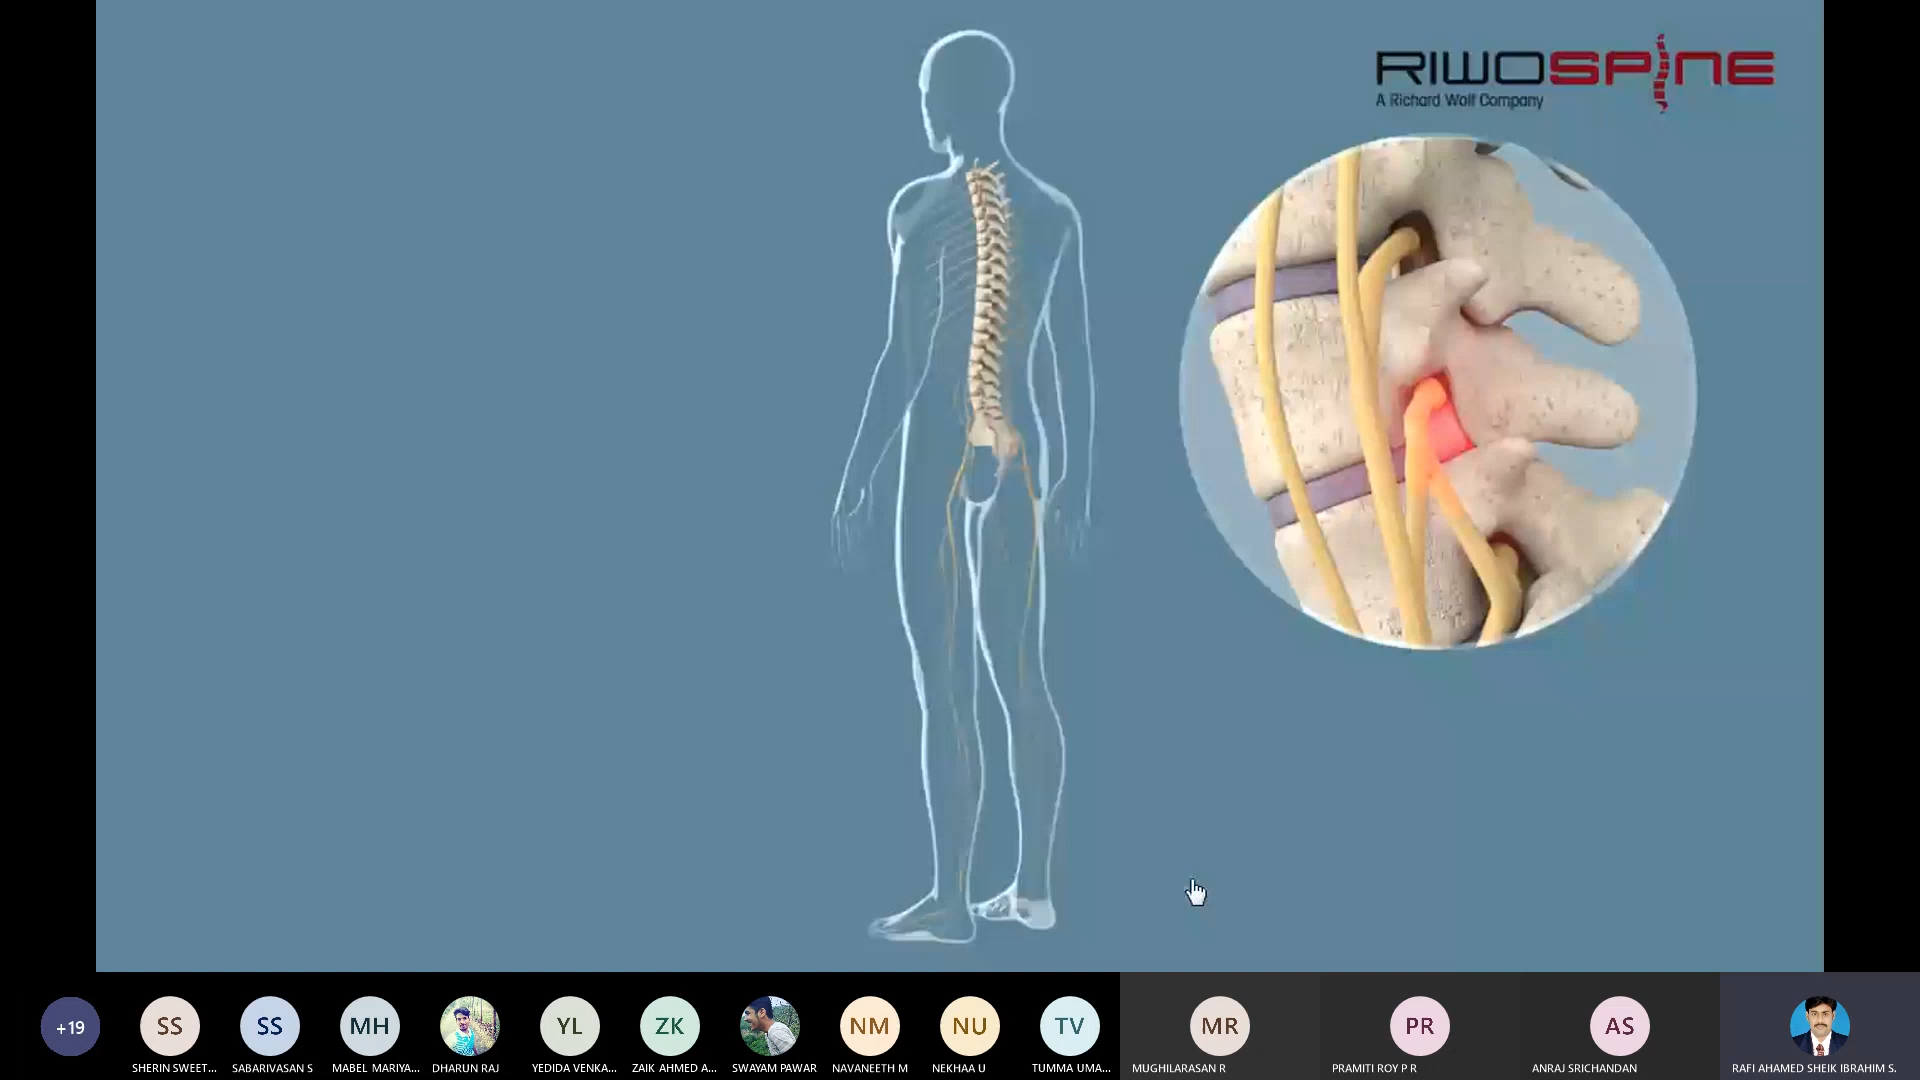 RIWOSPINE
A Richard Wolf Company
+19
SS
SS
MH
YL
ZK
NM
NU
TV
MR
PR
AS
SHERIN SWEET...
SABARIVASAN S
MABEL MARIYA...
DHARUN RAJ
YEDIDA VENKA...
ZAIK AHMED A...
SWAYAM PAWAR
NAVANEETH M
NEKHAA U
TUMMA UMA...
MUGHILARASAN R
PRAMITI ROY P R
ANRAJ SRICHANDAN
RAFI AHAMED SHEIK IBRAHIM S.